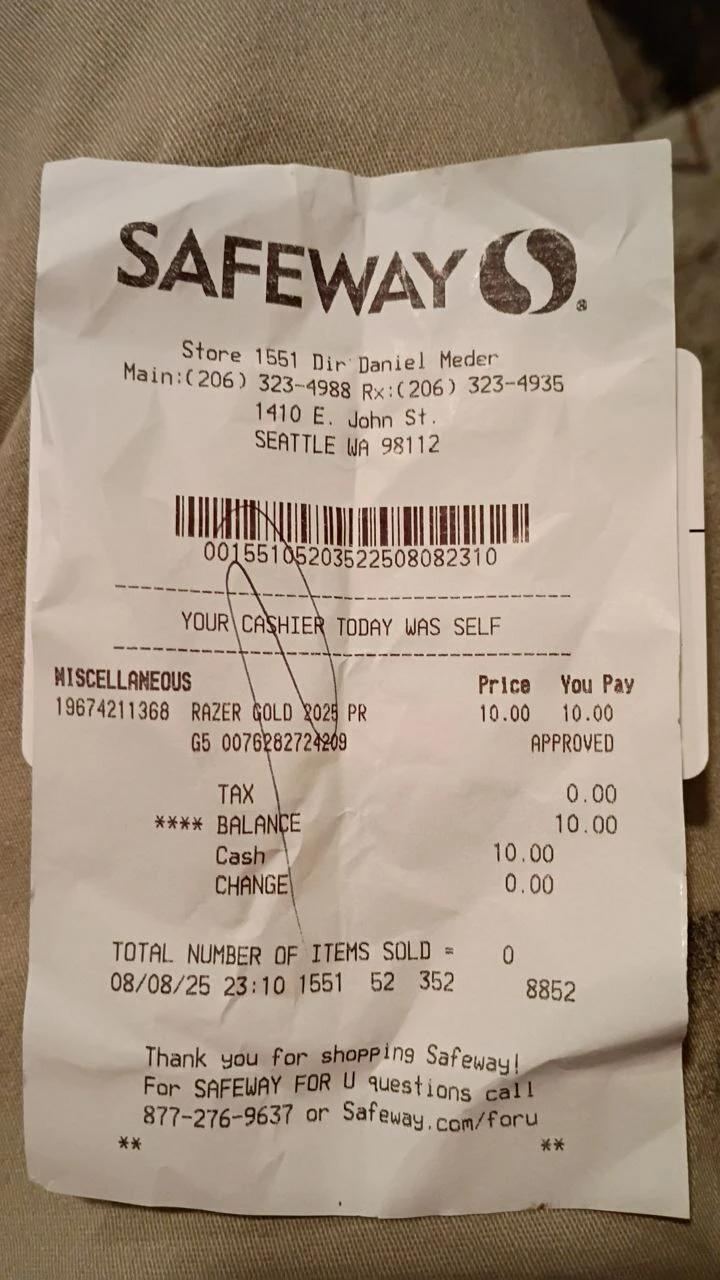 SAFEWAY ®
Store 1551 Dir Daniel Meder
Main:(206) 323-4988 Rx:(206) 323-4935
1410 E. John St.
SEATTLE WA 98112
00155105203522508082310
YOUR CASHIER TODAY WAS SELF
MISCELLANEOUS Price You Pay
19674211368 RAZER GOLD 2025 PR 10.00 10.00
G5 0076282724209 APPROVED
TAX 0.00
**** BALANCE 10.00
Cash 10.00
CHANGE 0.00
TOTAL NUMBER OF ITEMS SOLD = 0
08/08/25 23:10 1551 52 352 8852
Thank you for shopping Safeway!
For SAFEWAY FOR U questions call
877-276-9637 or Safeway.com/foru
** **